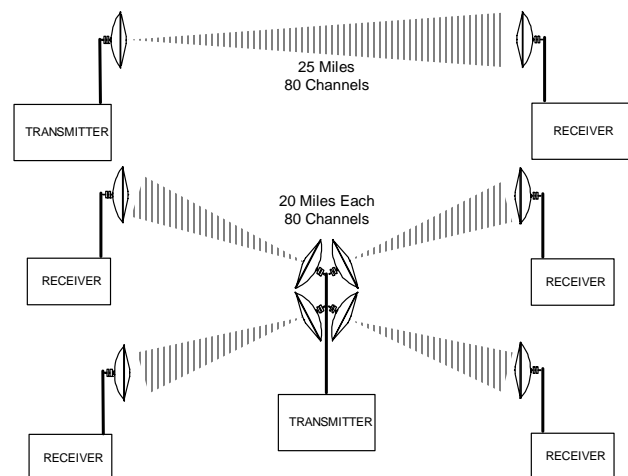 25 Miles
80 Channels
TRANSMITTER
RECEIVER
20 Miles Each
80 Channels
RECEIVER
RECEIVER
TRANSMITTER
RECEIVER
RECEIVER